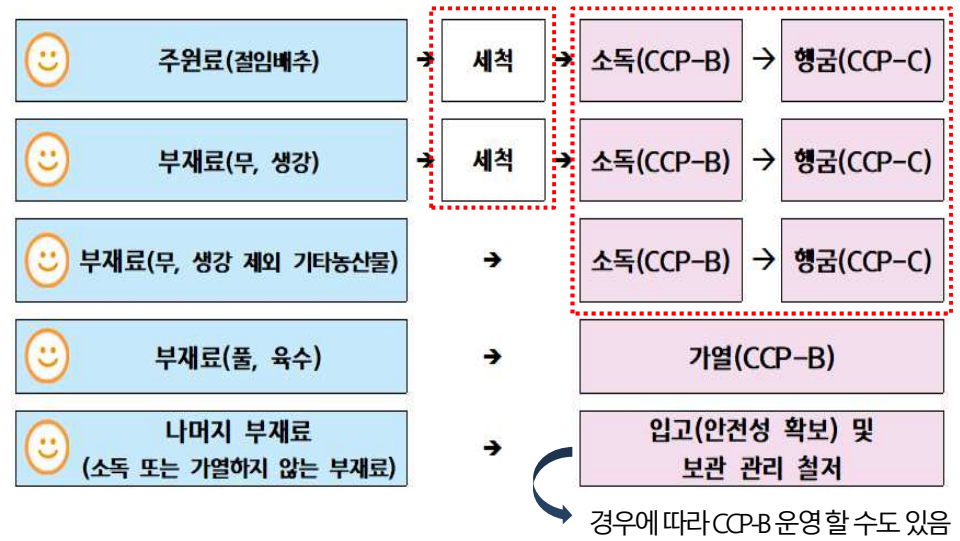 주원료(절임배추) ➔ 세척 ➔ 소독(CCP-B) →헹굼(CCP-C)
부재료(무, 생강) ➔ 세척 ➔ 소독(CCP-B) → 헹굼(CCP-C)
부재료(무, 생강 제외 기타농산물) ➔ 소독(CCP-B) → 헹굼(CCP-C)
부재료(풀, 육수) ➔ 가열(CCP-B)
나머지 부재료
(소독 또는 가열하지 않는 부재료)
➔
입고(안전성 확보) 및
보관 관리 철저
경우에 따라 CCP-B 운영 할 수도 있음